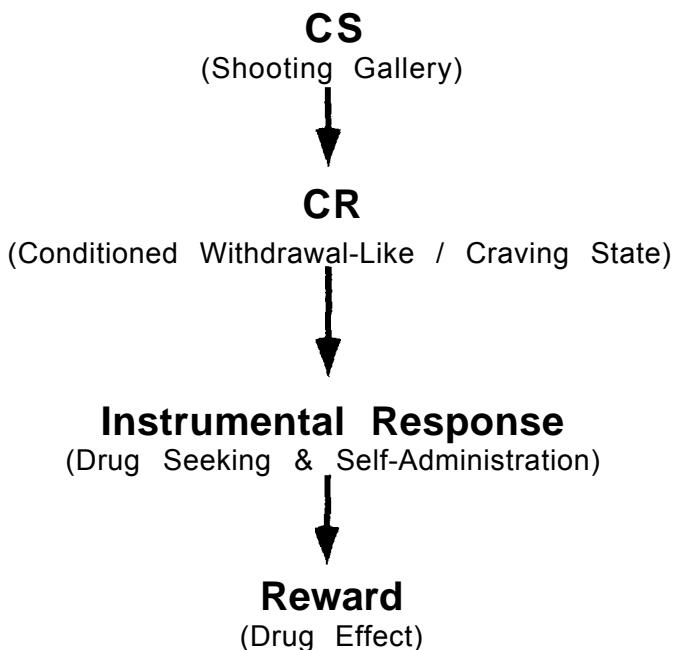 CS
(Shooting Gallery)
CR
(Conditioned Withdrawal-Like / Craving State)
Instrumental Response
(Drug Seeking & Self-Administration)
Reward
(Drug Effect)